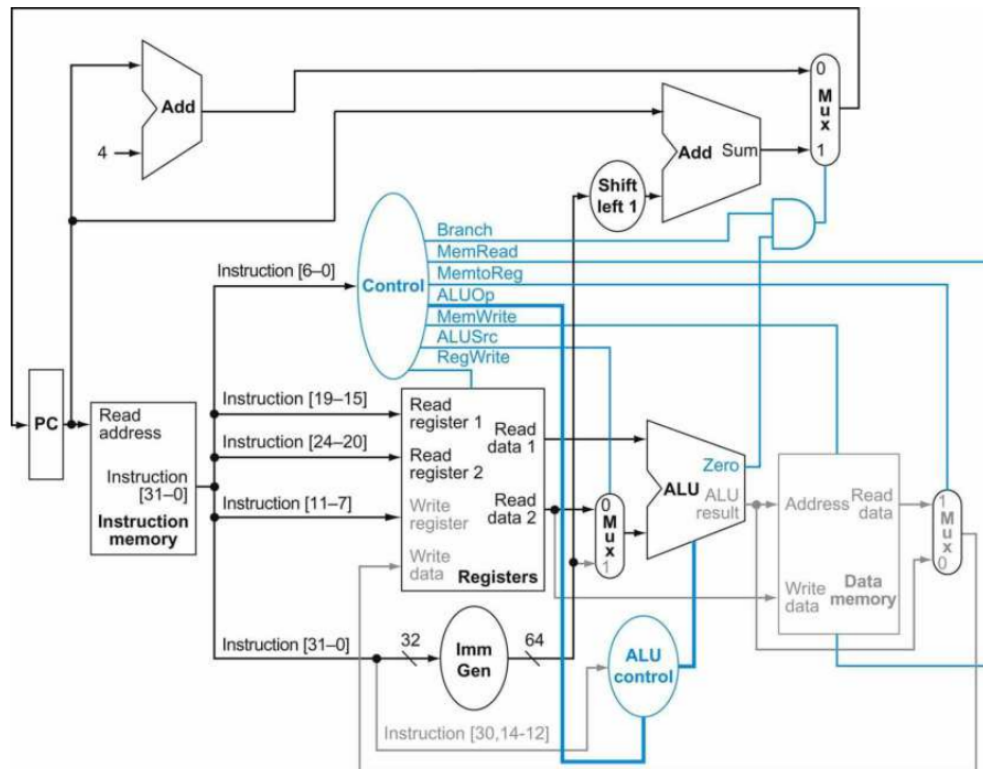 Add
4
Add Sum
0
M
u
x
1
Shift
left 1
Branch
MemRead
MemtoReg
ALUOp
MemWrite
ALUSrc
RegWrite
Control
Instruction [6–0]
PC
Read
address
Instruction
[31–0]
Instruction
memory
Instruction [19–15]
Instruction [24–20]
Instruction [11–7]
Instruction [31–0]
Read
register 1
Read
register 2
Write
register
Write
data
Read
data 1
Read
data 2
Registers
0
M
u
x
1
Zero
ALU
ALU
result
Address
Read
data
Write
data
Data
memory
1
M
u
x
0
32
Imm
Gen
64
ALU
control
Instruction [30,14-12]